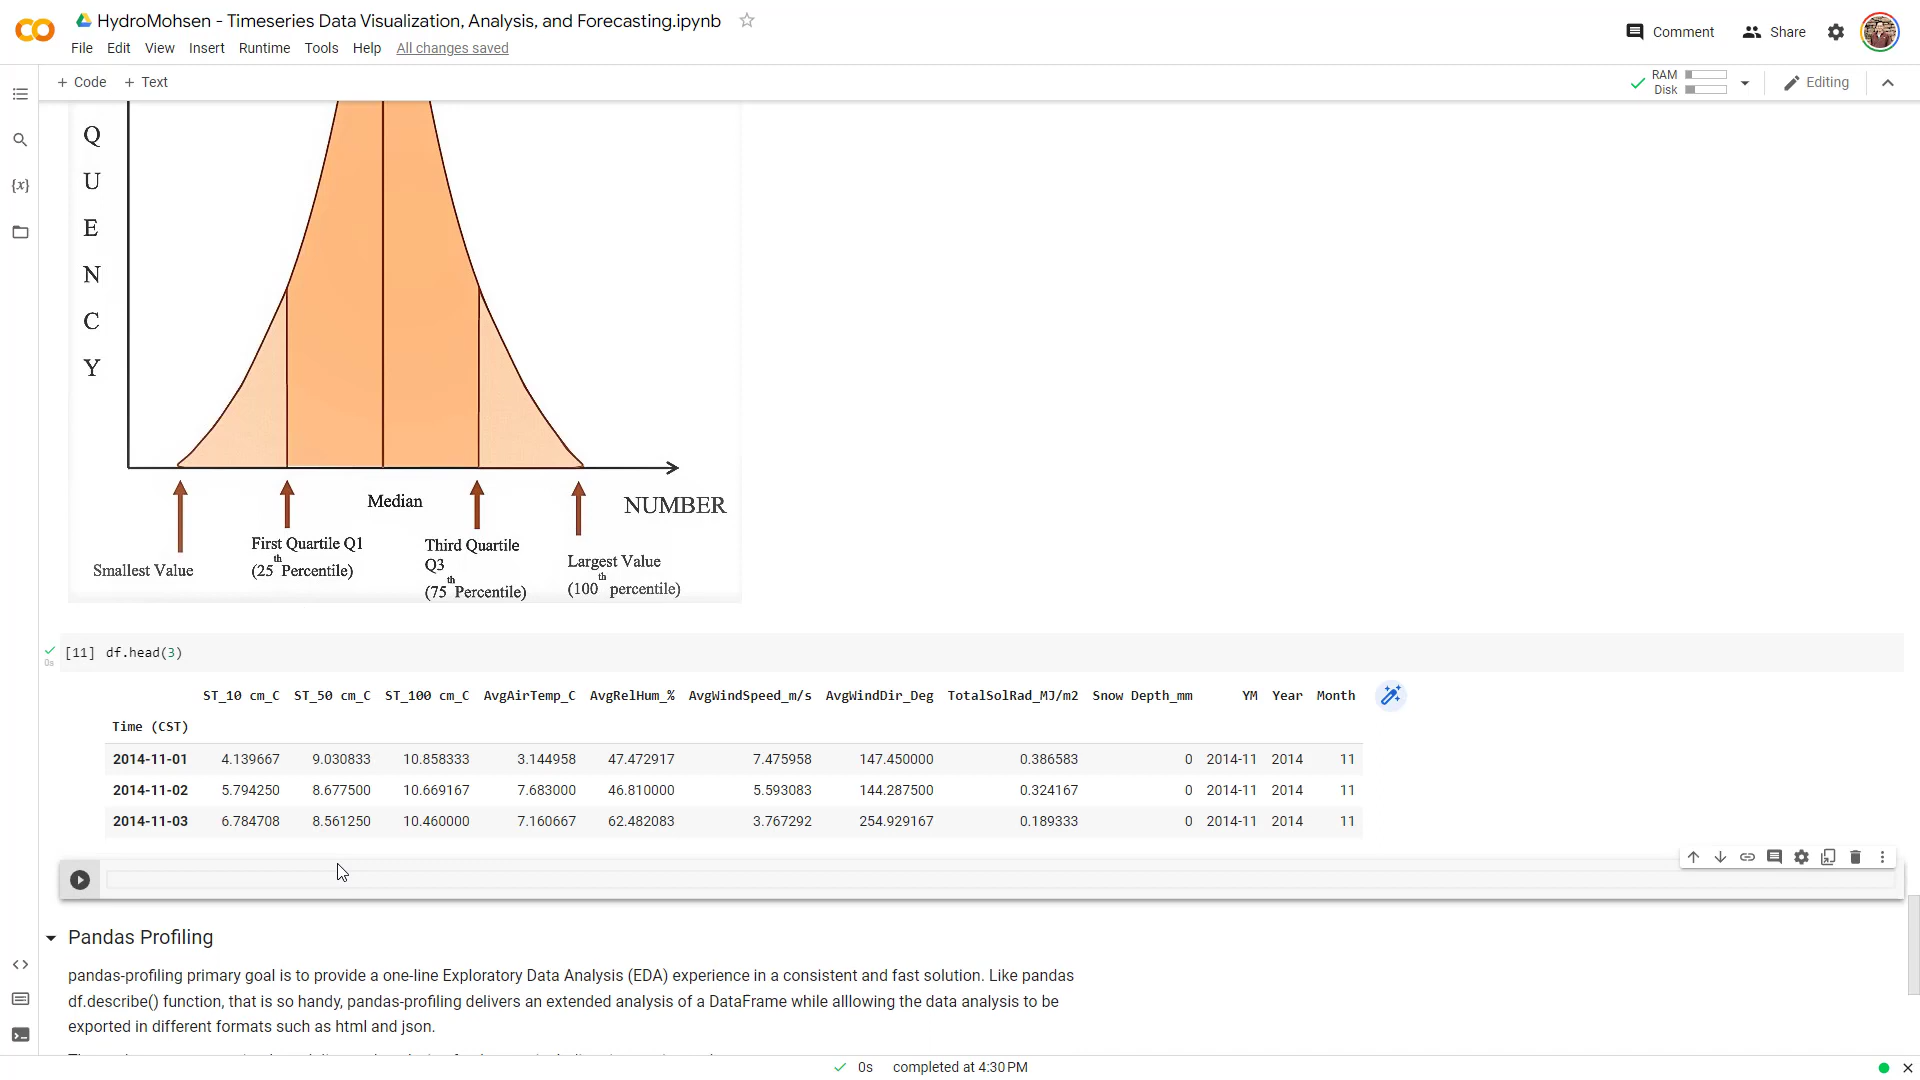 HydroMohsen - Timeseries Data Visualization, Analysis, and Forecasting.ipynb
File Edit View Insert Runtime Tools Help All changes saved
Comment Share
+ Code + Text
RAM
Disk
Editing
Q
U
E
N
C
Y
Median
NUMBER
Smallest Value
First Quartile Q1
(25th Percentile)
Third Quartile
Q3
(75th Percentile)
Largest Value
(100th percentile)
0s
[11] df.head(3)
ST_10 cm_C ST_50 cm_C ST_100 cm_C AvgAirTemp_C AvgRelHum_% AvgWindSpeed_m/s AvgWindDir_Deg TotalSolRad_MJ/m2 Snow Depth_mm YM Year Month
Time (CST)
2014-11-01 4.139667 9.030833 10.858333 3.144958 47.472917 7.475958 147.450000 0.386583 0 2014-11 2014 11
2014-11-02 5.794250 8.677500 10.669167 7.683000 46.810000 5.593083 144.287500 0.324167 0 2014-11 2014 11
2014-11-03 6.784708 8.561250 10.460000 7.160667 62.482083 3.767292 254.929167 0.189333 0 2014-11 2014 11
Pandas Profiling
pandas-profiling primary goal is to provide a one-line Exploratory Data Analysis (EDA) experience in a consistent and fast solution. Like pandas
df.describe() function, that is so handy, pandas-profiling delivers an extended analysis of a DataFrame while alllowing the data analysis to be
exported in different formats such as html and json.
0s completed at 4:30 PM